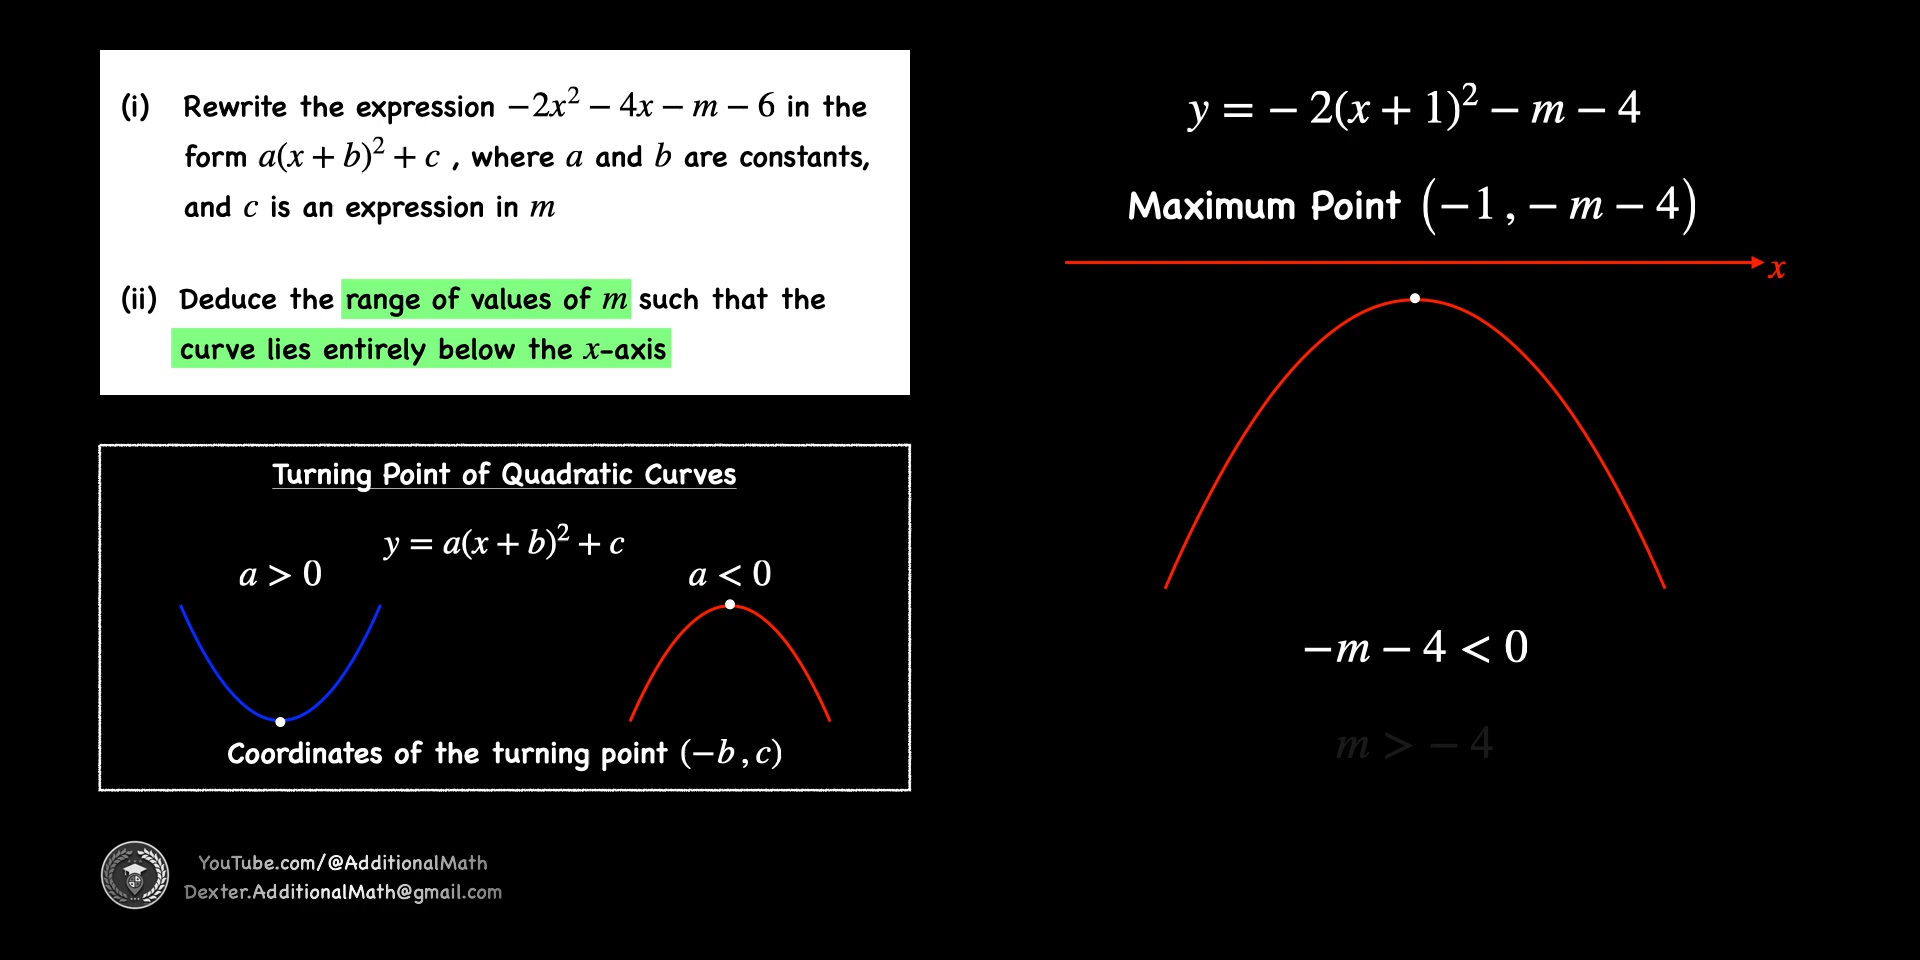 (i) Rewrite the expression −2x² − 4x − m − 6 in the
form a(x + b)² + c , where a and b are constants,
and c is an expression in m
(ii) Deduce the range of values of m such that the
curve lies entirely below the x-axis
Turning Point of Quadratic Curves
y = a(x + b)² + c
a > 0
a < 0
Coordinates of the turning point (−b , c)
YouTube.com/@AdditionalMath
Dexter.AdditionalMath@gmail.com
y = − 2(x + 1)² − m − 4
Maximum Point (−1 , − m − 4)
x
−m − 4 < 0
m > − 4